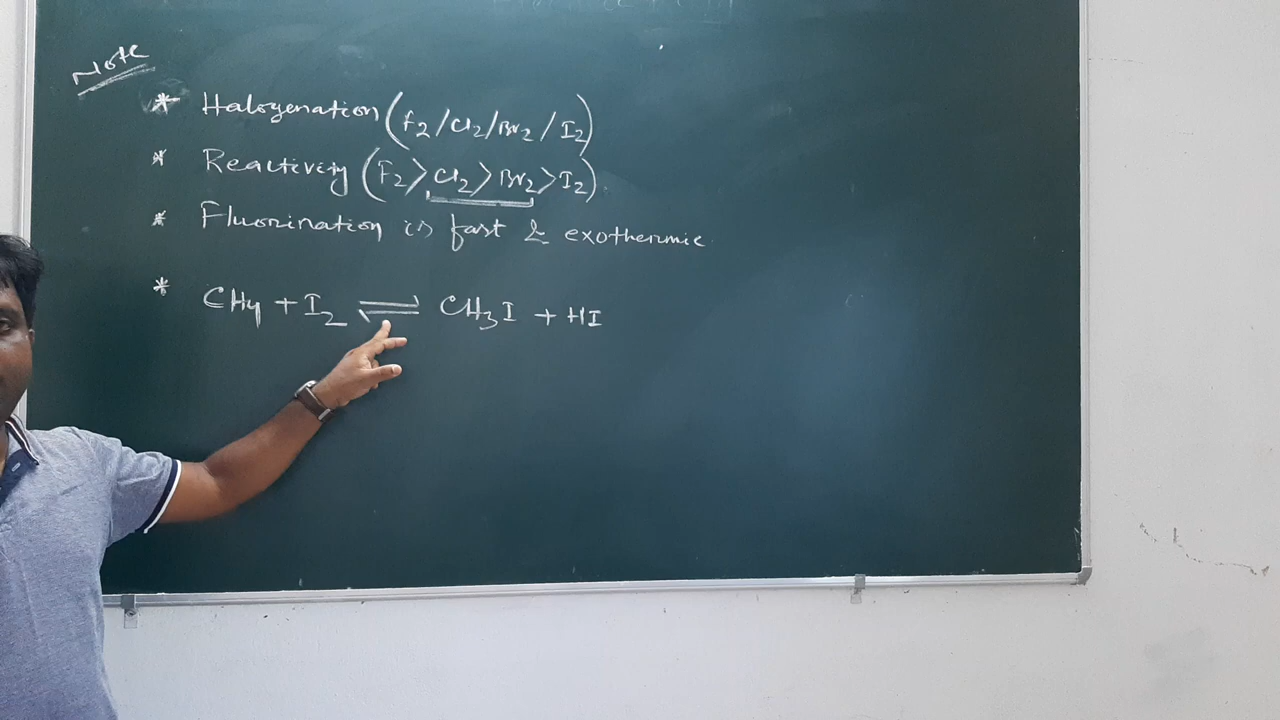 Note
* Halogenation (F2/Cl2/Br2/I2)
* Reactivity (F2>Cl2>Br2>I2).
* Fluorination is fast & exothermic.
* CH4 + I2 ⇌ CH3I + HI